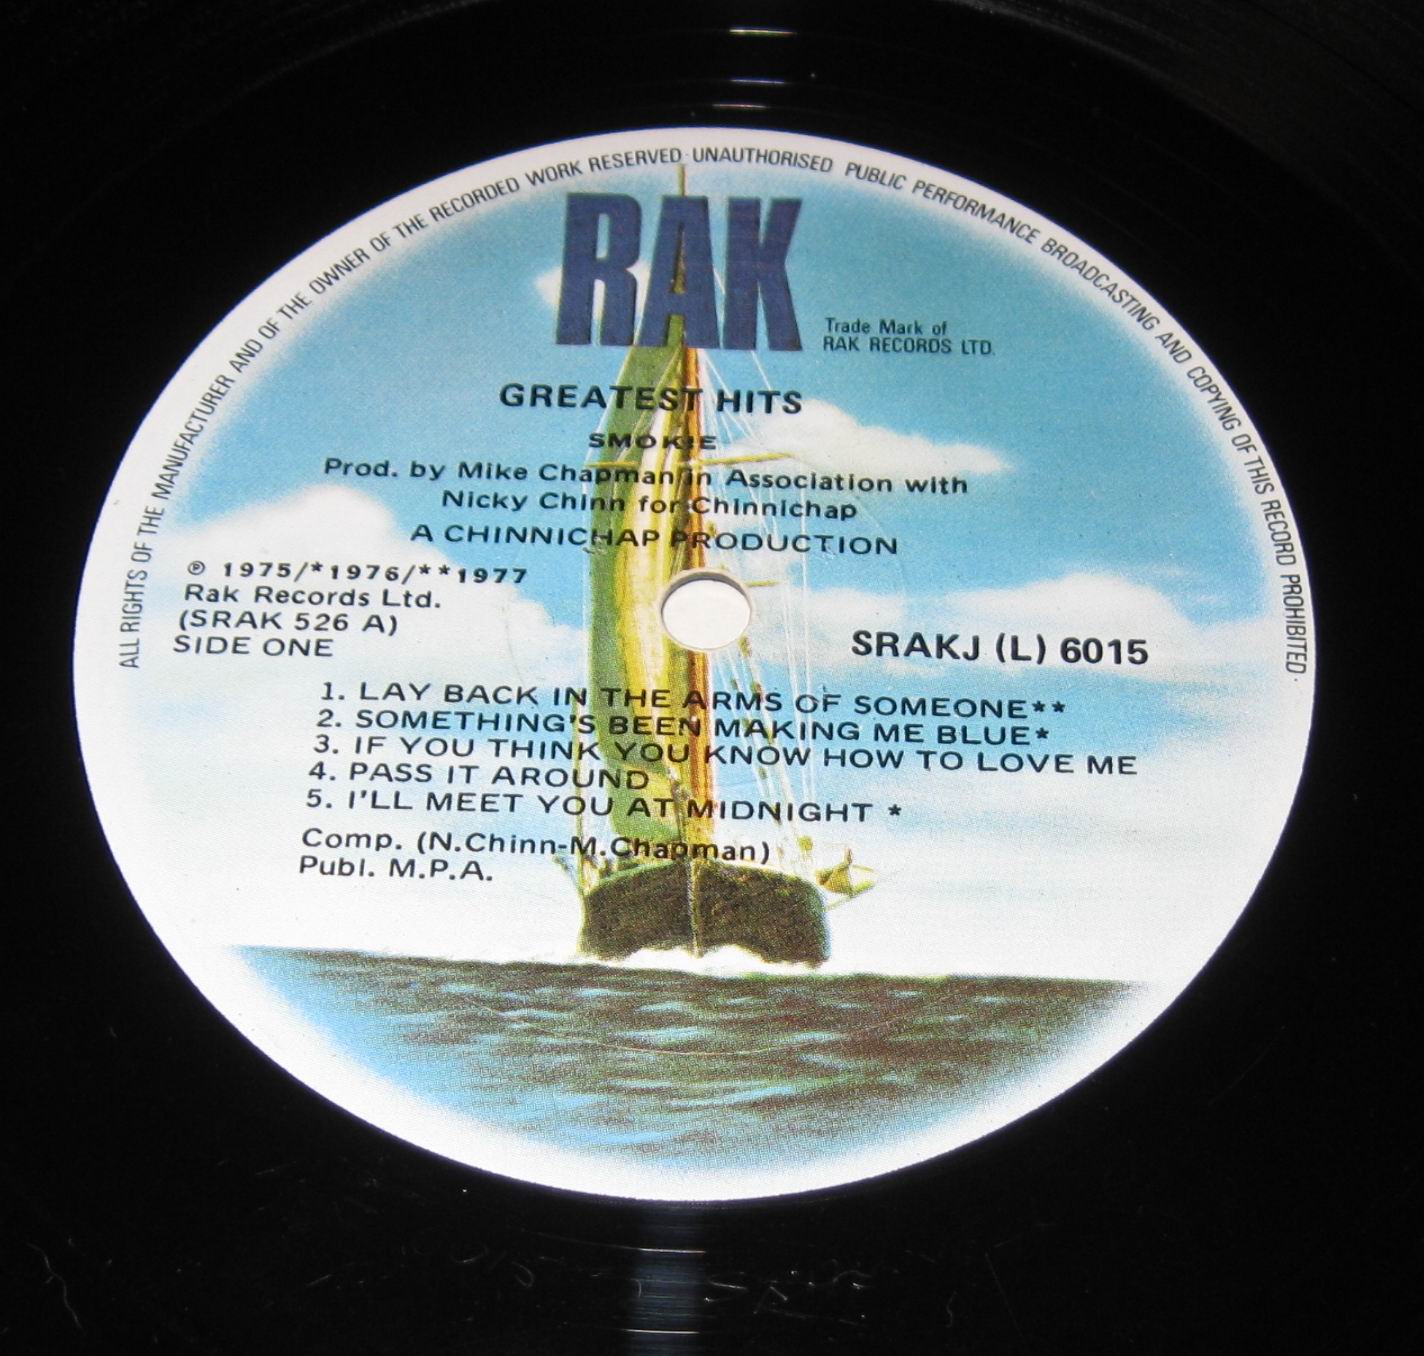 ALL RIGHTS OF THE MANUFACTURER AND OF THE OWNER OF THE RECORDED WORK RESERVED · UNAUTHORISED PUBLIC PERFORMANCE BROADCASTING AND COPYING OF THIS RECORD PROHIBITED ·
RAK
Trade Mark of
RAK RECORDS LTD.
GREATEST HITS
SMOKIE
Prod. by Mike Chapman in Association with
Nicky Chinn for Chinnichap
A CHINNICHAP PRODUCTION
℗ 1975/*1976/**1977
Rak Records Ltd.
(SRAK 526 A)
SIDE ONE
SRAKJ (L) 6015
1. LAY BACK IN THE ARMS OF SOMEONE**
2. SOMETHING'S BEEN MAKING ME BLUE*
3. IF YOU THINK YOU KNOW HOW TO LOVE ME
4. PASS IT AROUND
5. I'LL MEET YOU AT MIDNIGHT *
Comp. (N.Chinn-M.Chapman)
Publ. M.P.A.